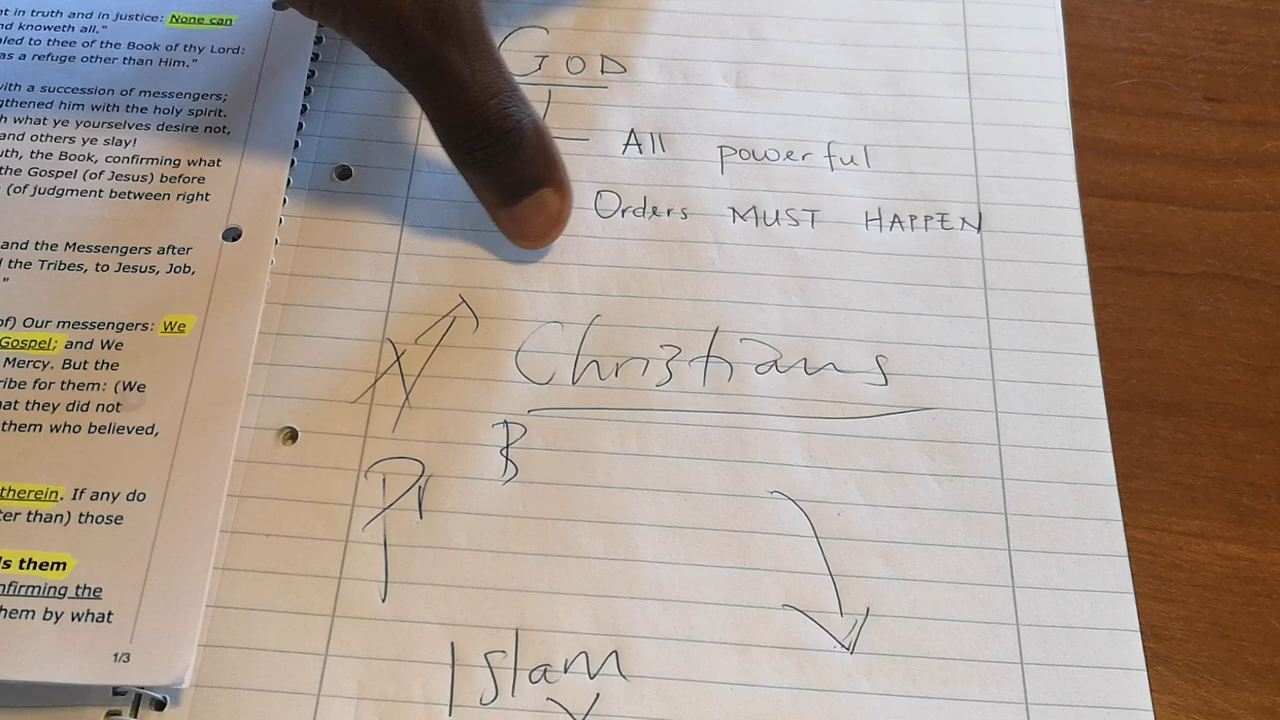 t in truth and in justice: None can
nd knoweth all."
aled to thee of the Book of thy Lord:
as a refuge other than Him."
with a succession of messengers;
gthened him with the holy spirit.
h what ye yourselves desire not,
and others ye slay!
uth, the Book, confirming what
the Gospel (of Jesus) before
(of judgment between right
and the Messengers after
the Tribes, to Jesus, Job,
"
of) Our messengers: We
Gospel; and We
Mercy. But the
ribe for them: (We
at they did not
them who believed,
therein. If any do
ter than) those
s them
nfirming the
hem by what
1/3
GOD
All powerful
Orders MUST HAPPEN
Christians
B
Pr
Islam